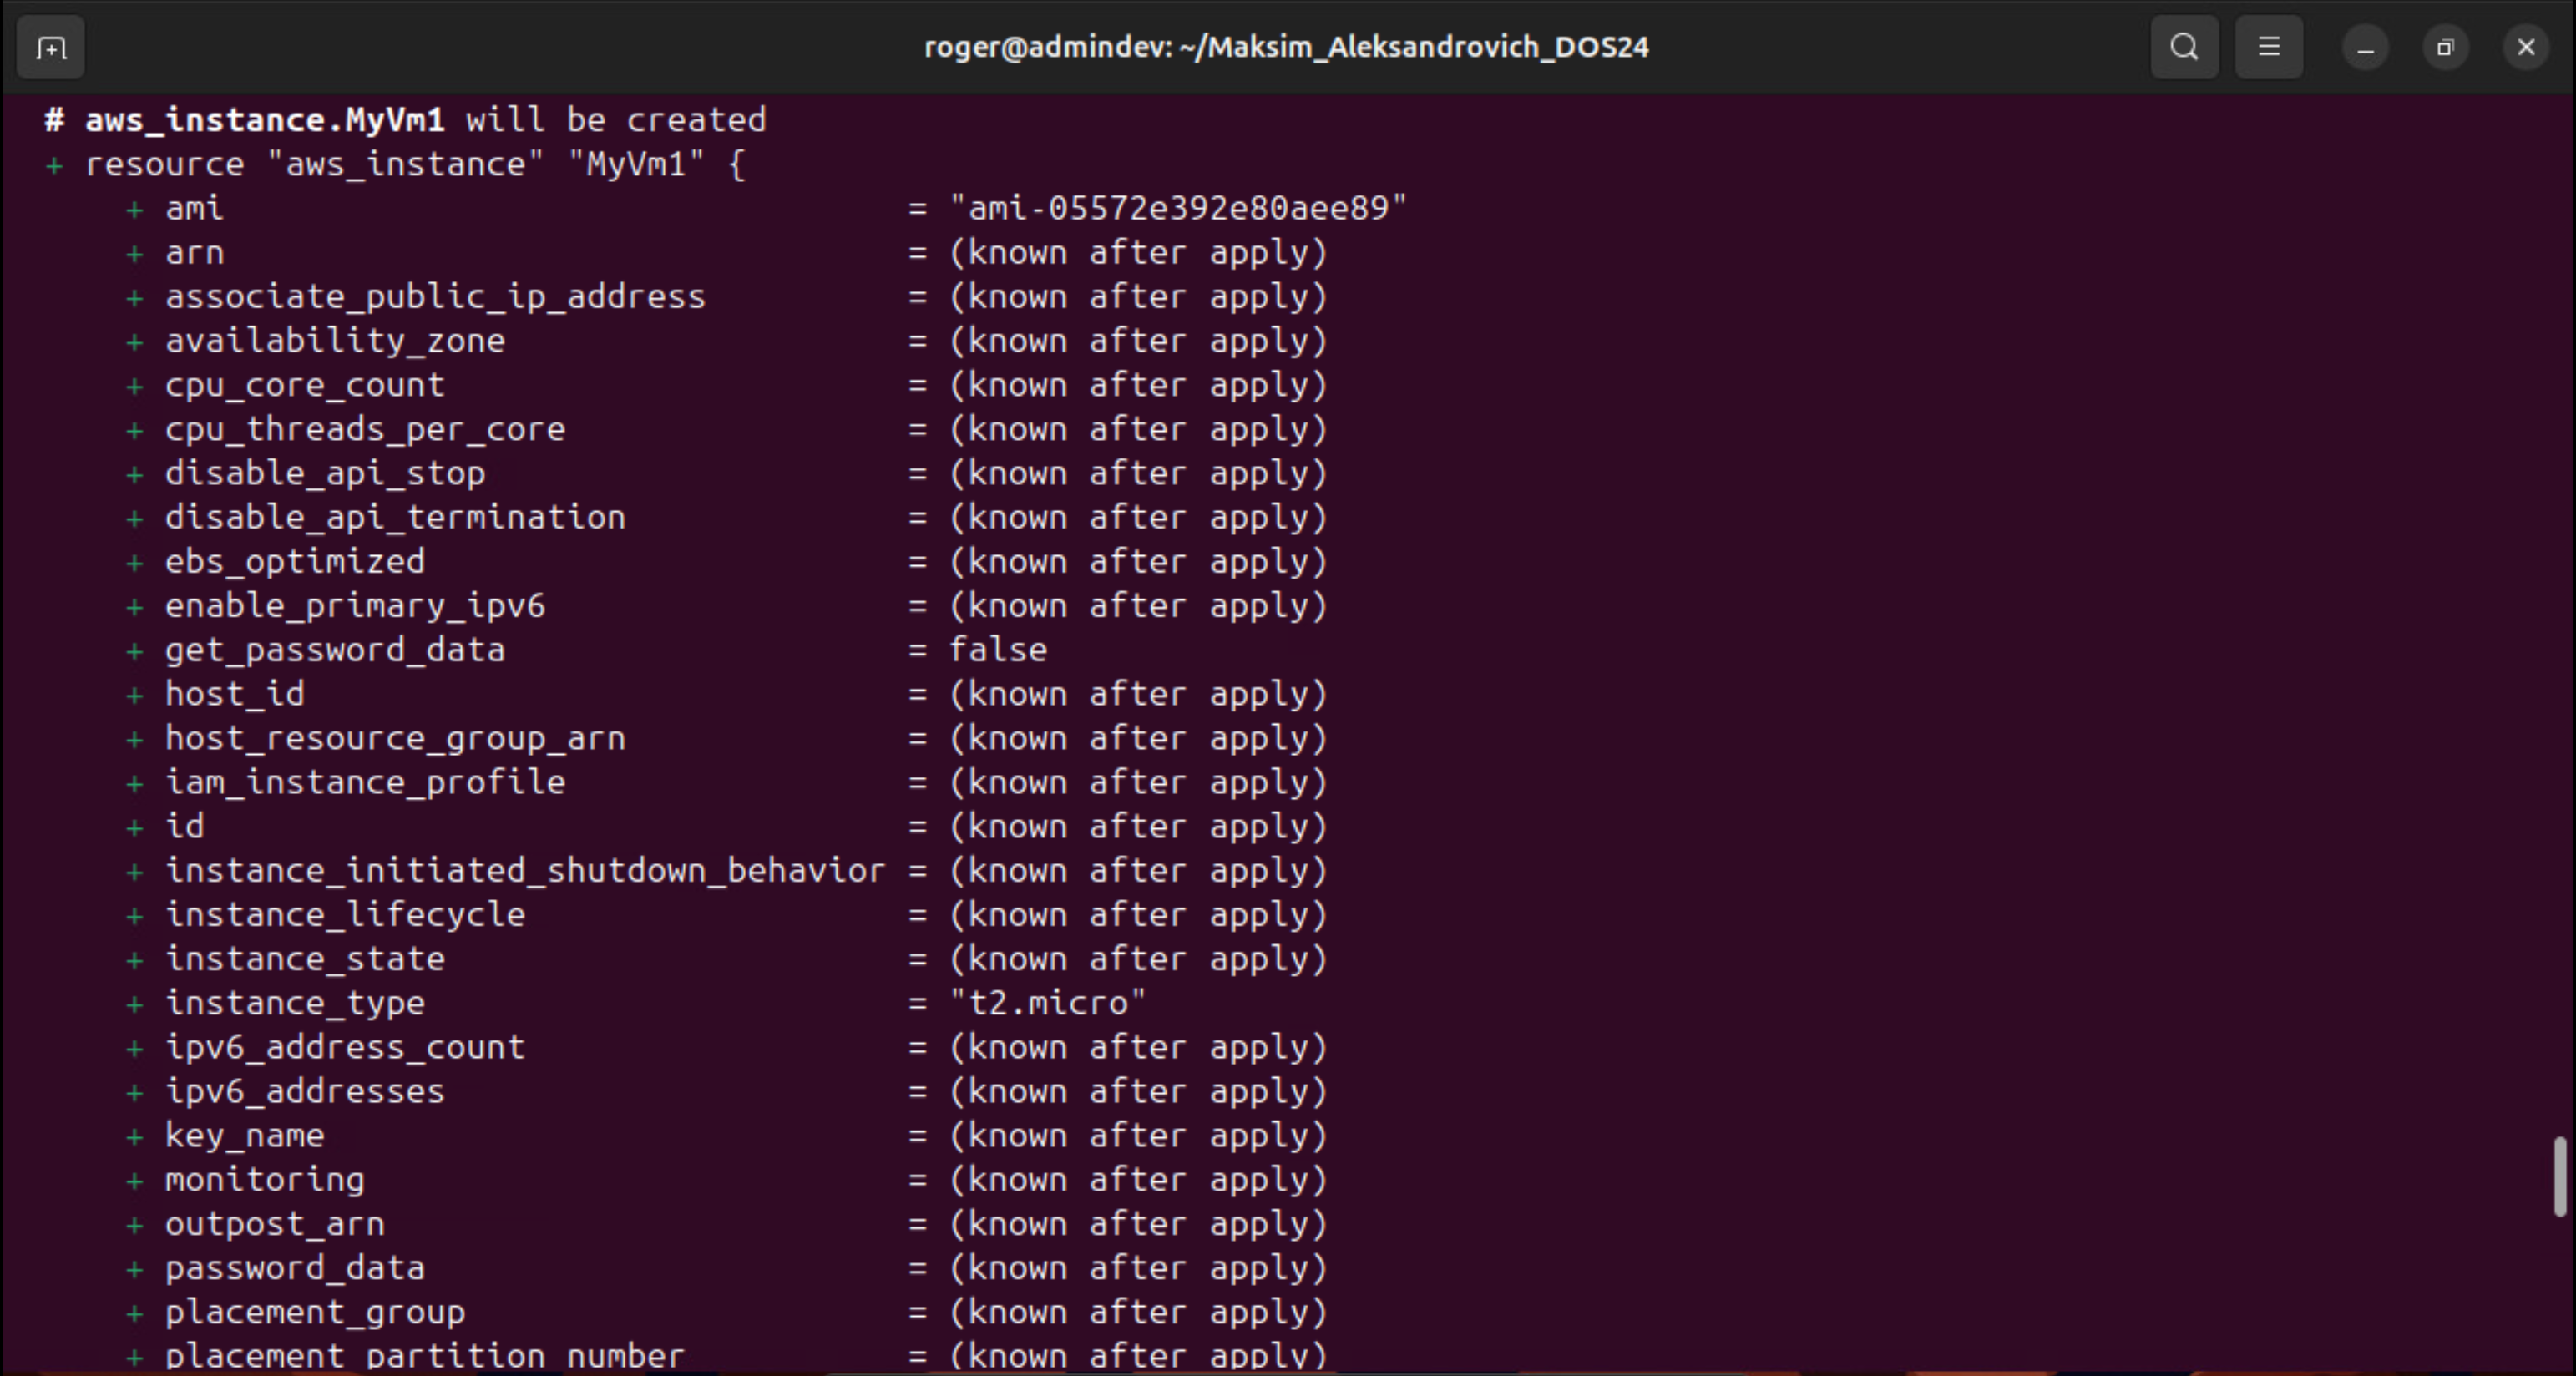 roger@admindev: ~/Maksim_Aleksandrovich_DOS24
# aws_instance.MyVm1 will be created
+ resource "aws_instance" "MyVm1" {
+ ami = "ami-05572e392e80aee89"
+ arn = (known after apply)
+ associate_public_ip_address = (known after apply)
+ availability_zone = (known after apply)
+ cpu_core_count = (known after apply)
+ cpu_threads_per_core = (known after apply)
+ disable_api_stop = (known after apply)
+ disable_api_termination = (known after apply)
+ ebs_optimized = (known after apply)
+ enable_primary_ipv6 = (known after apply)
+ get_password_data = false
+ host_id = (known after apply)
+ host_resource_group_arn = (known after apply)
+ iam_instance_profile = (known after apply)
+ id = (known after apply)
+ instance_initiated_shutdown_behavior = (known after apply)
+ instance_lifecycle = (known after apply)
+ instance_state = (known after apply)
+ instance_type = "t2.micro"
+ ipv6_address_count = (known after apply)
+ ipv6_addresses = (known after apply)
+ key_name = (known after apply)
+ monitoring = (known after apply)
+ outpost_arn = (known after apply)
+ password_data = (known after apply)
+ placement_group = (known after apply)
+ placement_partition_number = (known after apply)